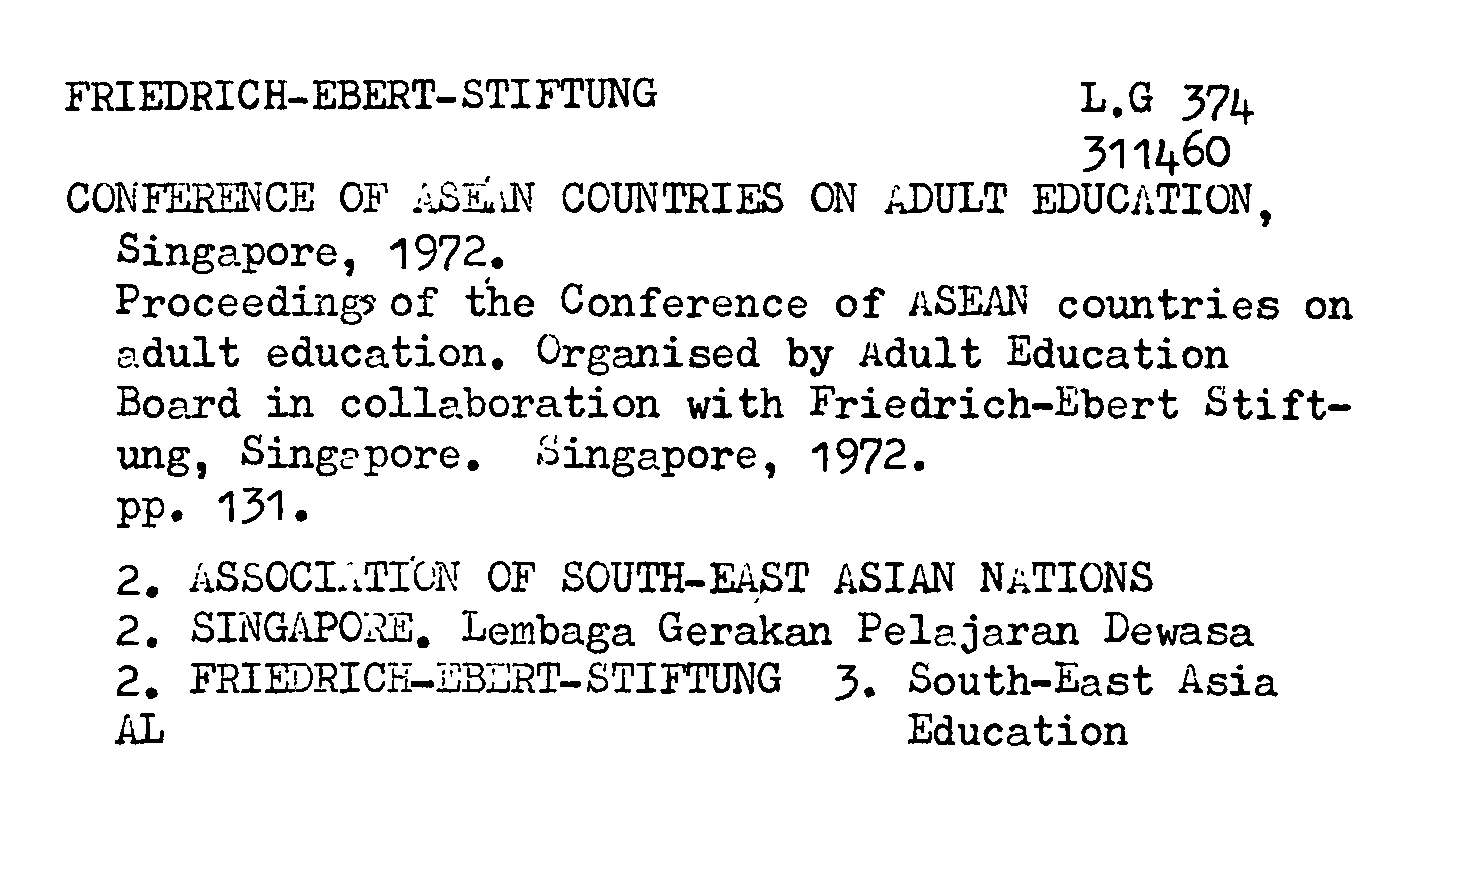 FRIEDRICH-EBERT-STIFTUNG L.G 374
311460
CONFERENCE OF ASEAN COUNTRIES ON ADULT EDUCATION,
Singapore, 1972.
Proceedings of the Conference of ASEAN countries on
adult education. Organised by Adult Education
Board in collaboration with Friedrich-Ebert Stift-
ung, Singapore. Singapore, 1972.
pp. 131.
2. ASSOCIATION OF SOUTH-EAST ASIAN NATIONS
2. SINGAPORE. Lembaga Gerakan Pelajaran Dewasa
2. FRIEDRICH-EBERT-STIFTUNG 3. South-East Asia
AL Education